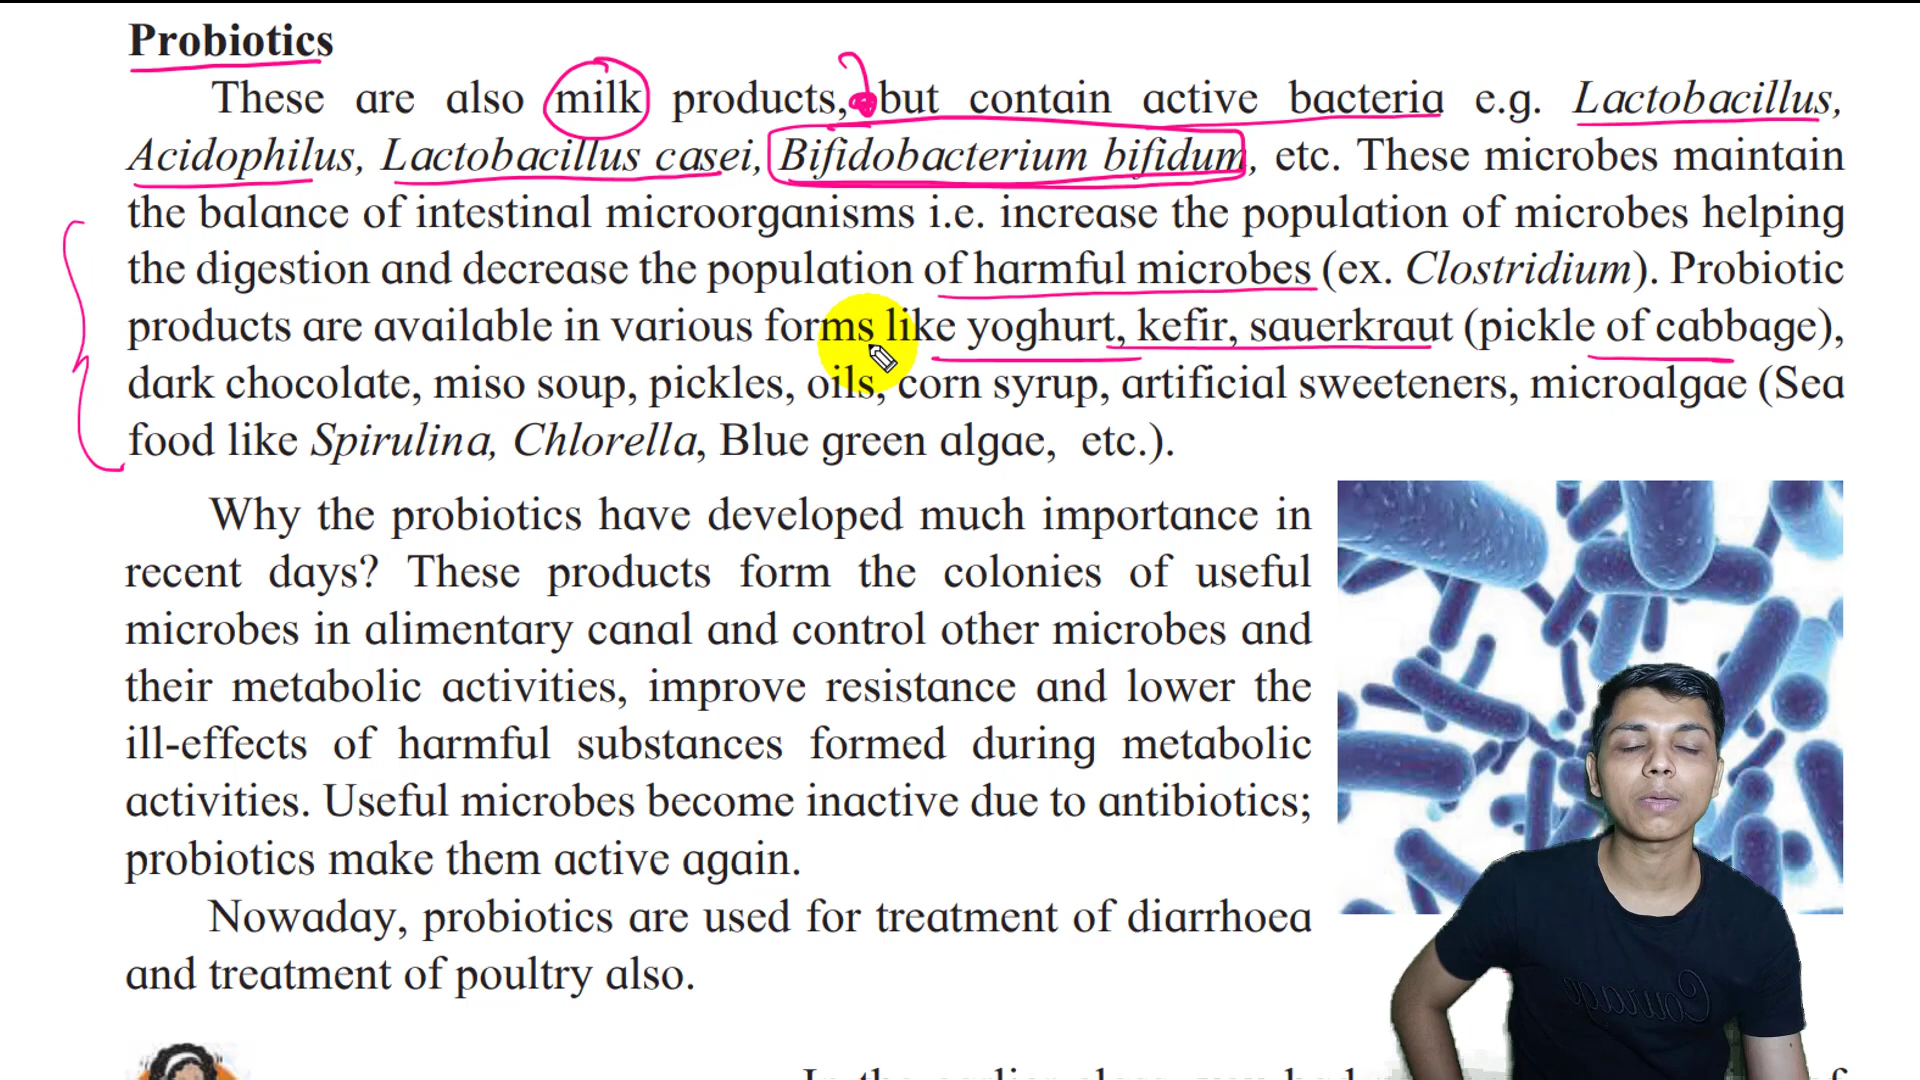 Probiotics
These are also milk products, but contain active bacteria e.g. Lactobacillus,
Acidophilus, Lactobacillus casei, Bifidobacterium bifidum, etc. These microbes maintain
the balance of intestinal microorganisms i.e. increase the population of microbes helping
the digestion and decrease the population of harmful microbes (ex. Clostridium). Probiotic
products are available in various forms like yoghurt, kefir, sauerkraut (pickle of cabbage),
dark chocolate, miso soup, pickles, oils, corn syrup, artificial sweeteners, microalgae (Sea
food like Spirulina, Chlorella, Blue green algae, etc.).
Why the probiotics have developed much importance in
recent days? These products form the colonies of useful
microbes in alimentary canal and control other microbes and
their metabolic activities, improve resistance and lower the
ill-effects of harmful substances formed during metabolic
activities. Useful microbes become inactive due to antibiotics;
probiotics make them active again.
Nowaday, probiotics are used for treatment of diarrhoea
and treatment of poultry also.
Courage
In the earlier class, you had